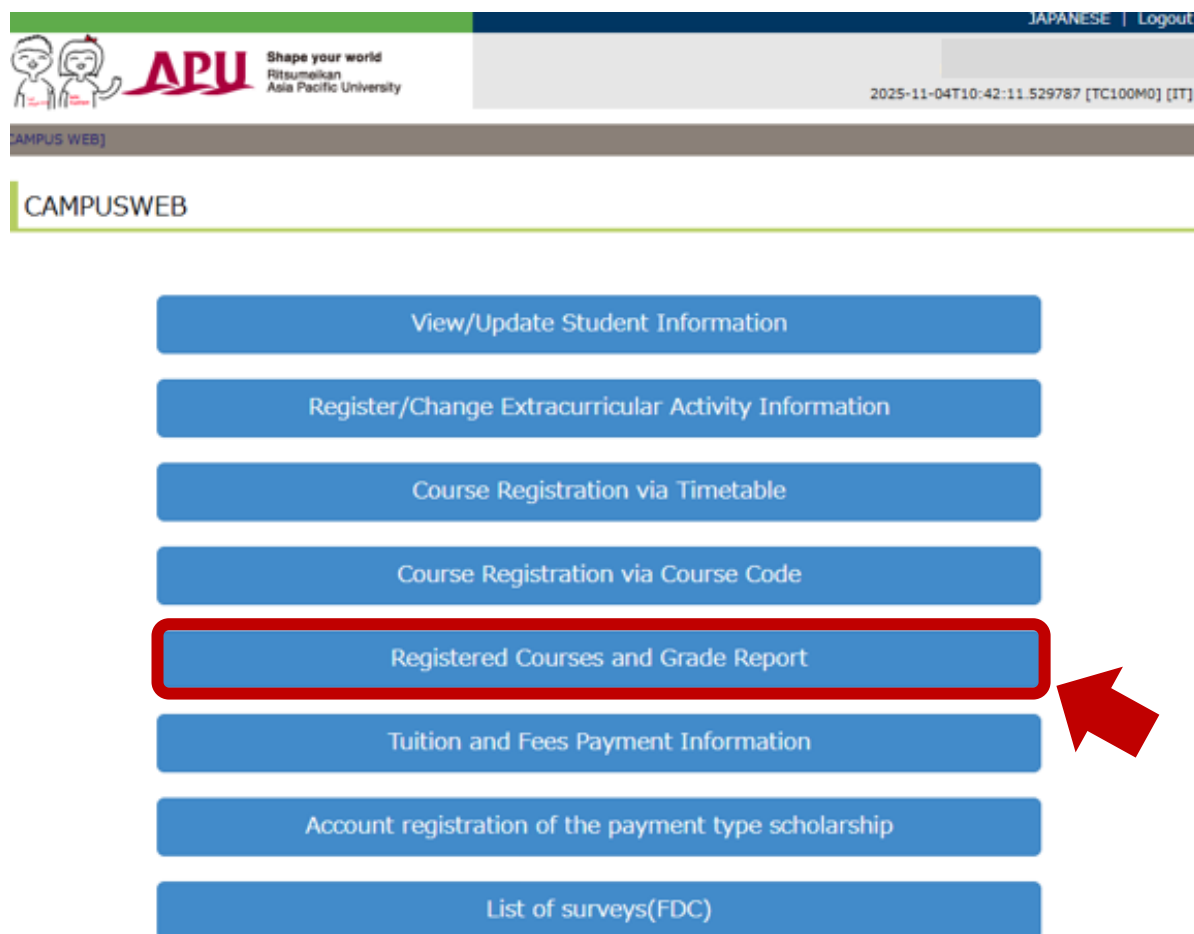 JAPANESE | Logout
APU
Shape your world
Ritsumeikan
Asia Pacific University
2025-11-04T10:42:11.529787 [TC100M0] [IT]
CAMPUS WEB]
CAMPUSWEB
View/Update Student Information
Register/Change Extracurricular Activity Information
Course Registration via Timetable
Course Registration via Course Code
Registered Courses and Grade Report
Tuition and Fees Payment Information
Account registration of the payment type scholarship
List of surveys(FDC)